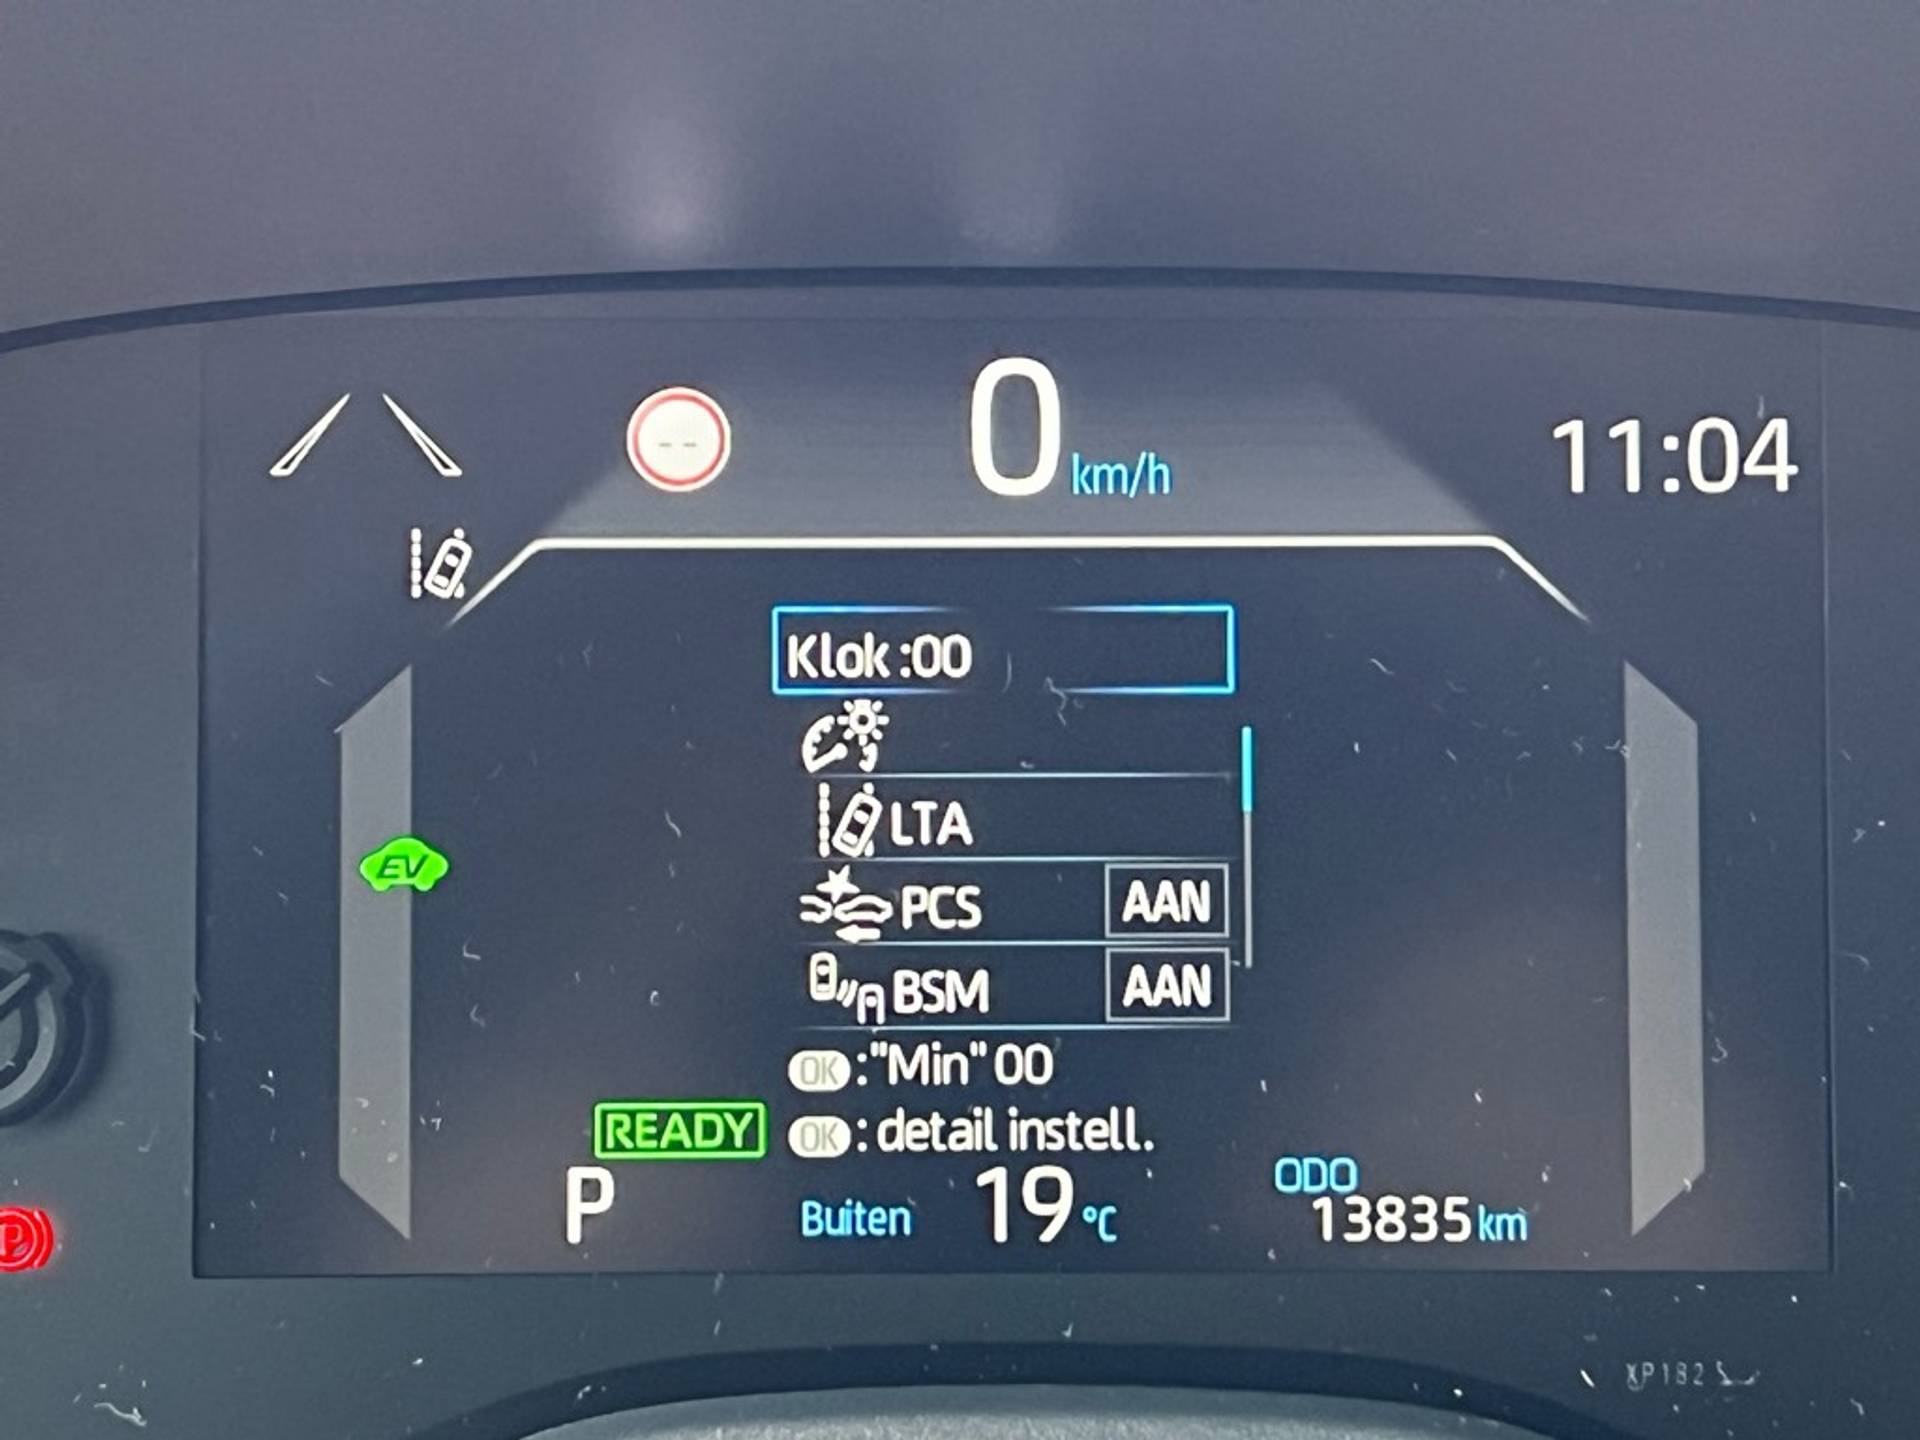 0 km/h
11:04
-- 
Klok :00
LTA
EV
PCS AAN
BSM AAN
OK :"Min" 00
READY
OK : detail instell.
P
Buiten 19 °C
ODO
13835 km
P
XP182